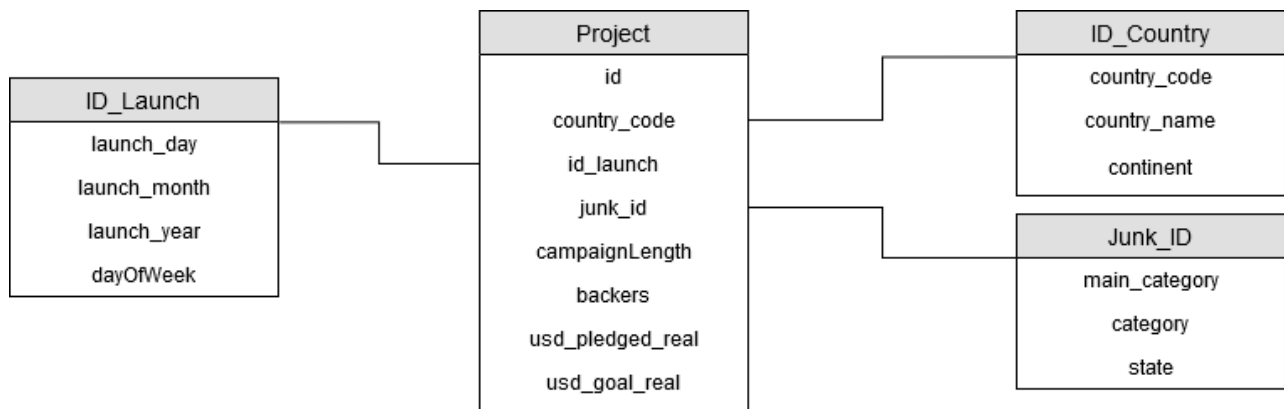 ID_Launch
launch_day
launch_month
launch_year
dayOfWeek
Project
id
country_code
id_launch
junk_id
campaignLength
backers
usd_pledged_real
usd_goal_real
ID_Country
country_code
country_name
continent
Junk_ID
main_category
category
state